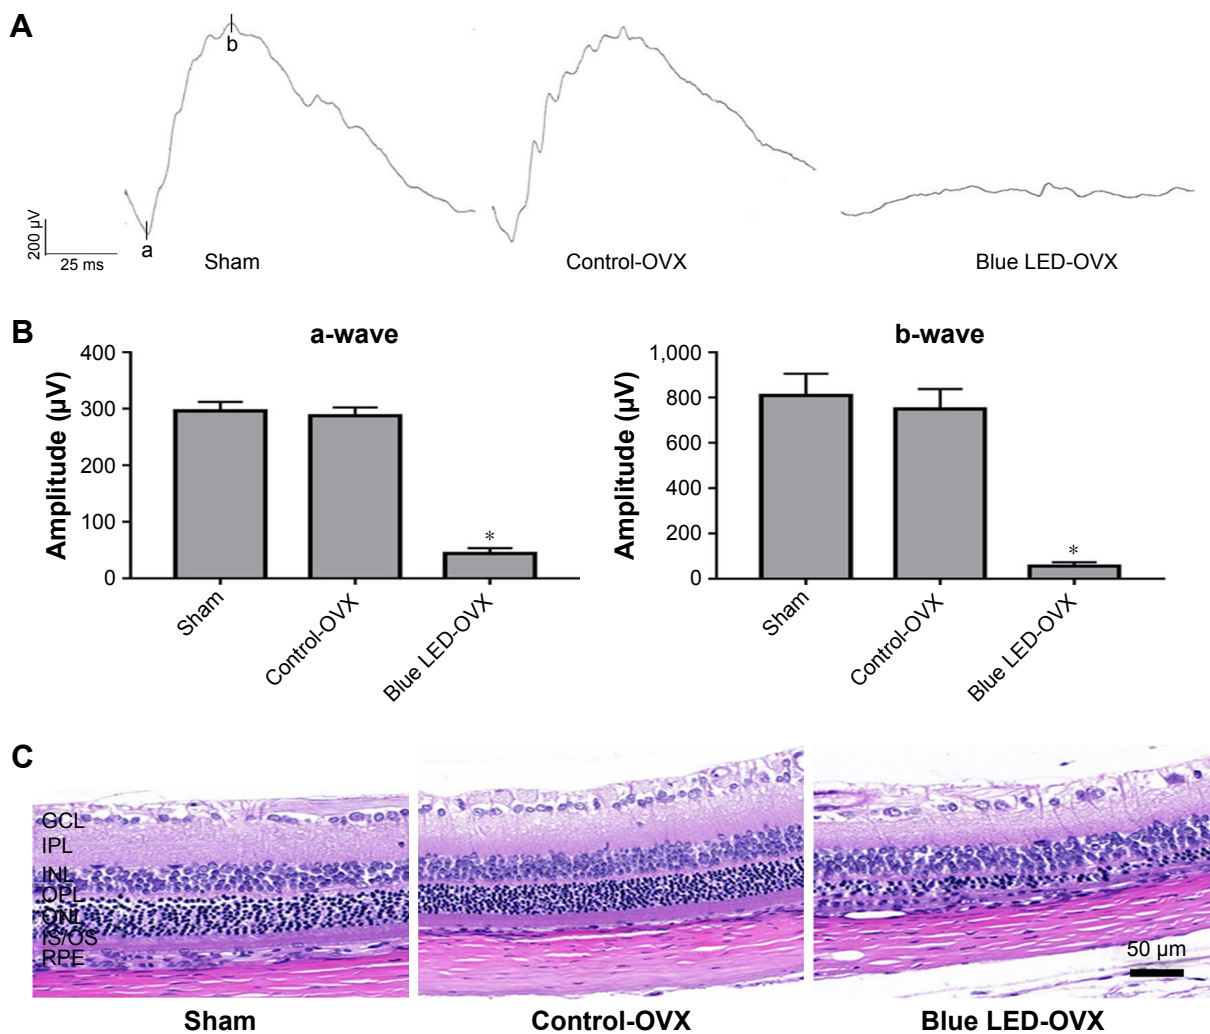 A
b
a
200 µV
25 ms
Sham
Control-OVX
Blue LED-OVX
B
a-wave
Amplitude (µV)
400
300
200
100
0
*
Sham
Control-OVX
Blue LED-OVX
b-wave
Amplitude (µV)
1,000
800
600
400
200
0
*
Sham
Control-OVX
Blue LED-OVX
C
GCL
IPL
INL
OPL
ONL
IS/OS
RPE
50 µm
Sham
Control-OVX
Blue LED-OVX